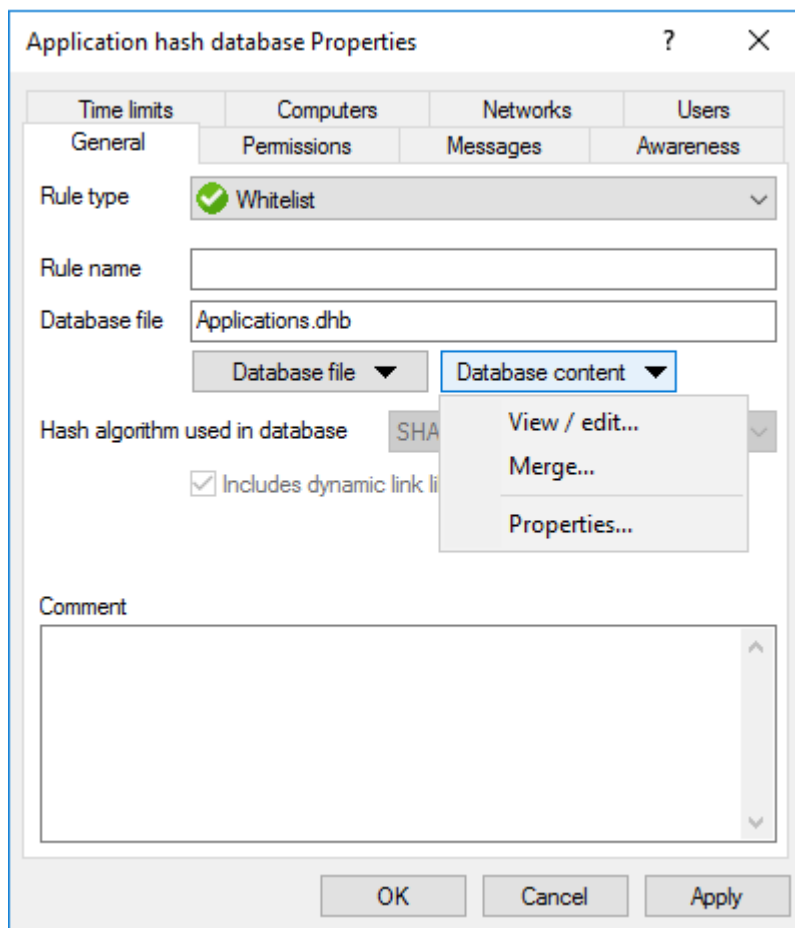 Application hash database Properties
?
Time limits
Computers
Networks
Users
General
Permissions
Messages
Awareness
Rule type
Whitelist
Rule name
Database file
Applications.dhb
Database file
Database content
Hash algorithm used in database
SHA
View / edit...
Merge...
Properties...
Includes dynamic link li
Comment
OK
Cancel
Apply